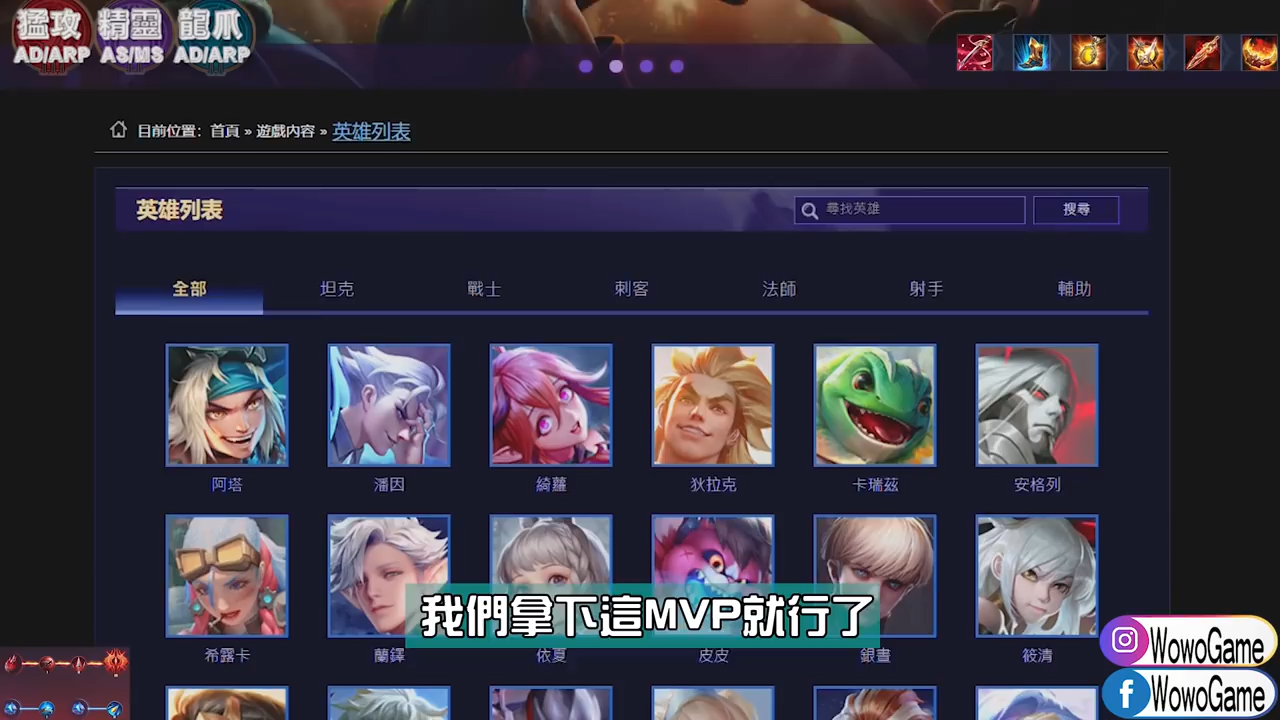 猛攻 精靈 龍爪
AD/ARP AS/MS AD/ARP
目前位置: 首頁 » 遊戲內容 » 英雄列表
英雄列表
尋找英雄
搜尋
全部 坦克 戰士 刺客 法師 射手 輔助
阿塔 潘因 綺蘿 狄拉克 卡瑞茲 安格列
我們拿下這MVP就行了
希露卡 蘭鐸 依夏 皮皮 銀晝 筱清
WowoGame
WowoGame